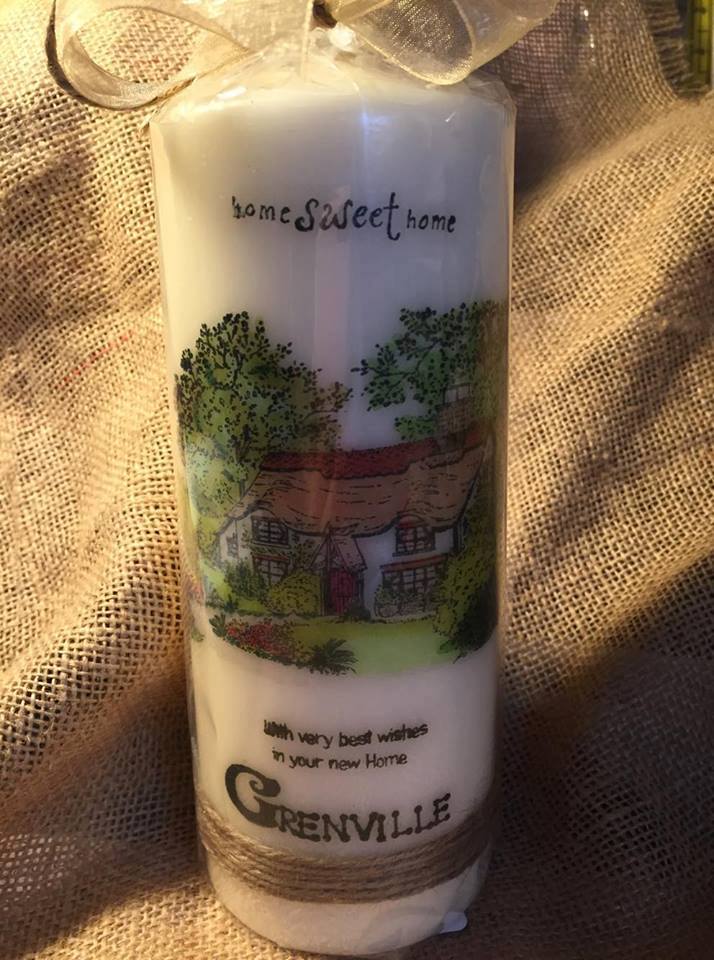 home sweet home
With very best wishes
in your new Home
GRENVILLE